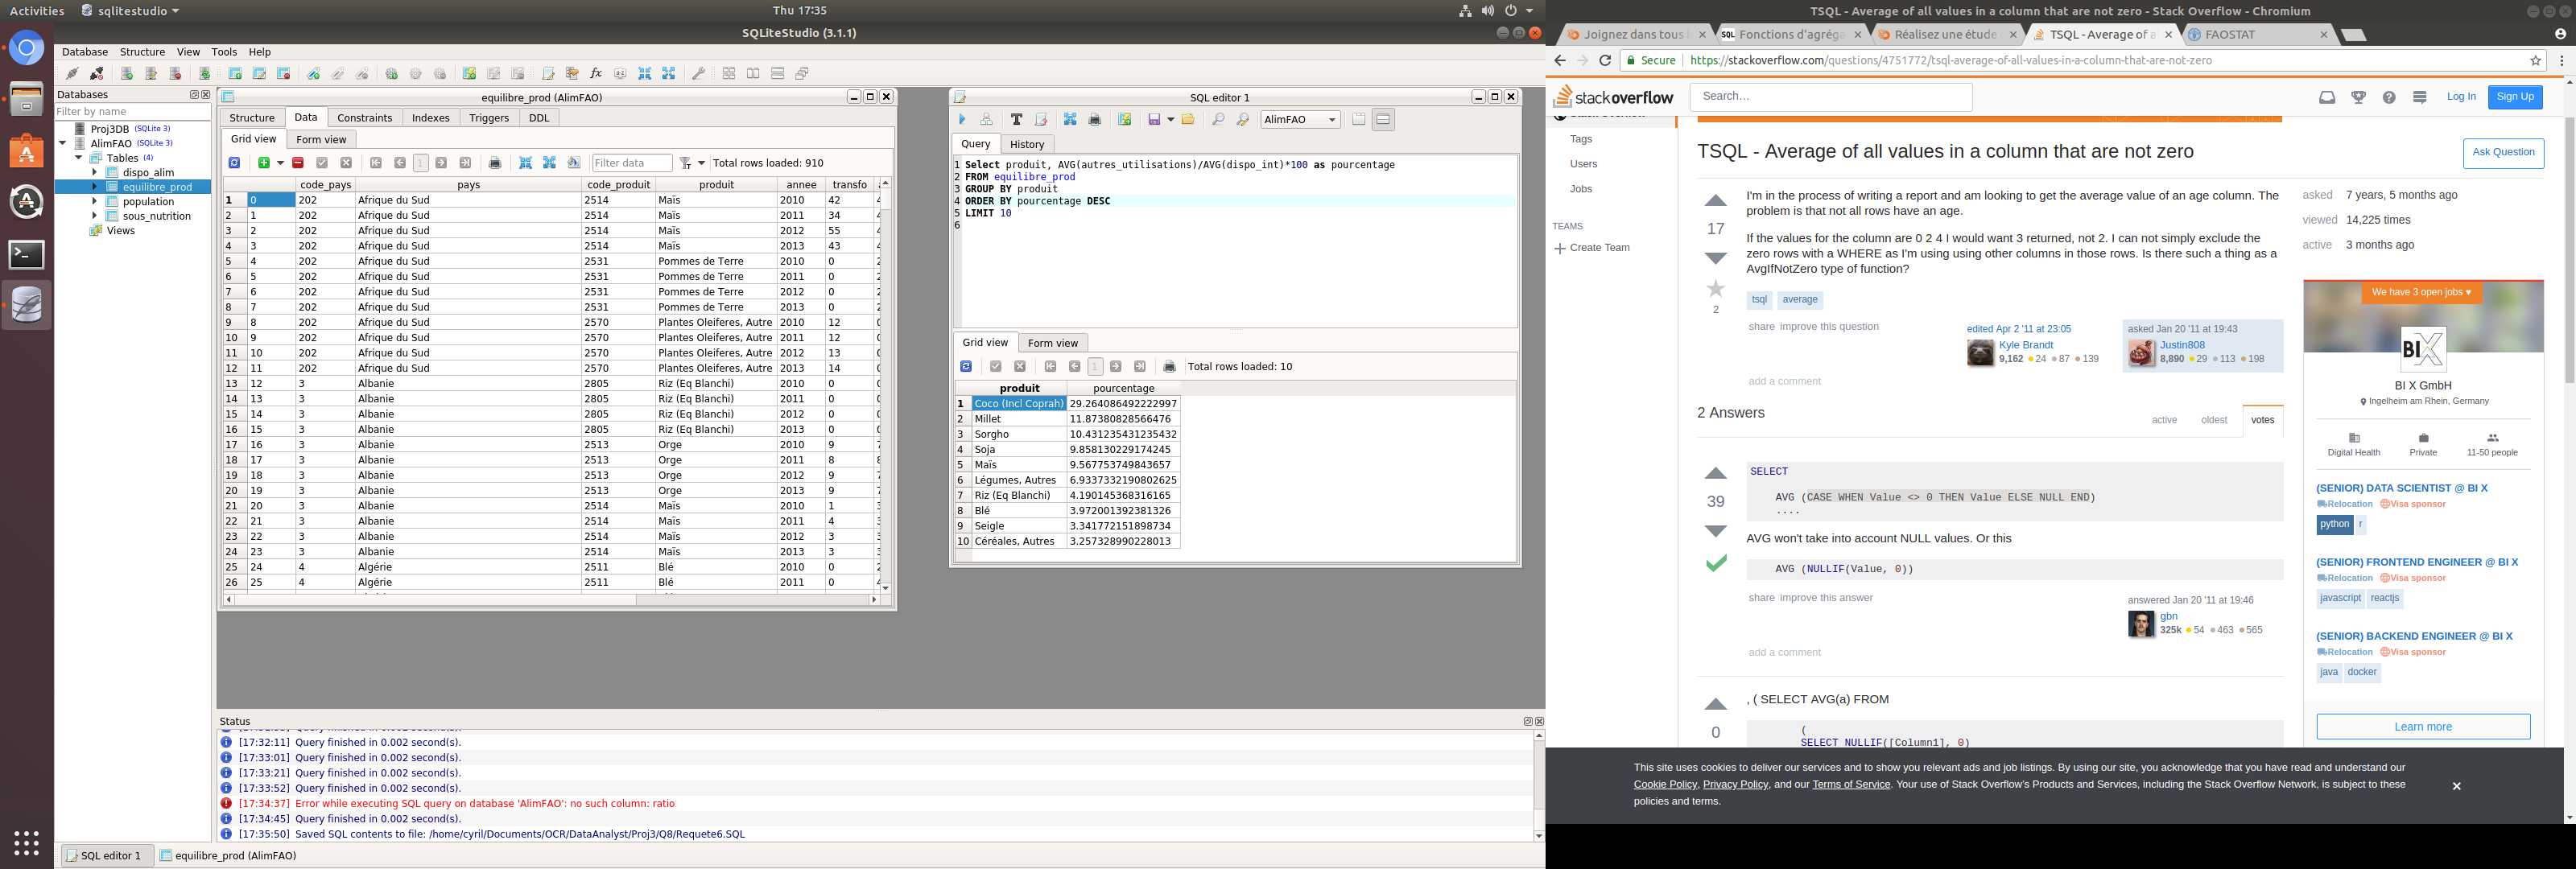 Activities sqlitestudio Thu 17:35
SQLiteStudio (3.1.1)
Database Structure View Tools Help
Databases
Filter by name
Proj3DB (SQLite 3)
AlimFAO (SQLite 3)
Tables (4)
dispo_alim
equilibre_prod
population
sous_nutrition
Views
equilibre_prod (AlimFAO)
Structure Data Constraints Indexes Triggers DDL
Grid view Form view
1 Filter data Total rows loaded: 910
code_pays pays code_produit produit annee transfo
1 0 202 Afrique du Sud 2514 Maïs 2010 42
2 1 202 Afrique du Sud 2514 Maïs 2011 34
3 2 202 Afrique du Sud 2514 Maïs 2012 55
4 3 202 Afrique du Sud 2514 Maïs 2013 43
5 4 202 Afrique du Sud 2531 Pommes de Terre 2010 0
6 5 202 Afrique du Sud 2531 Pommes de Terre 2011 0
7 6 202 Afrique du Sud 2531 Pommes de Terre 2012 0
8 7 202 Afrique du Sud 2531 Pommes de Terre 2013 0
9 8 202 Afrique du Sud 2570 Plantes Oleiferes, Autre 2010 12
10 9 202 Afrique du Sud 2570 Plantes Oleiferes, Autre 2011 12
11 10 202 Afrique du Sud 2570 Plantes Oleiferes, Autre 2012 13
12 11 202 Afrique du Sud 2570 Plantes Oleiferes, Autre 2013 14
13 12 3 Albanie 2805 Riz (Eq Blanchi) 2010 0
14 13 3 Albanie 2805 Riz (Eq Blanchi) 2011 0
15 14 3 Albanie 2805 Riz (Eq Blanchi) 2012 0
16 15 3 Albanie 2805 Riz (Eq Blanchi) 2013 0
17 16 3 Albanie 2513 Orge 2010 9
18 17 3 Albanie 2513 Orge 2011 8
19 18 3 Albanie 2513 Orge 2012 9
20 19 3 Albanie 2513 Orge 2013 9
21 20 3 Albanie 2514 Maïs 2010 1
22 21 3 Albanie 2514 Maïs 2011 4
23 22 3 Albanie 2514 Maïs 2012 3
24 23 3 Albanie 2514 Maïs 2013 3
25 24 4 Algérie 2511 Blé 2010 0
26 25 4 Algérie 2511 Blé 2011 0
SQL editor 1
AlimFAO
Query History
1 Select produit, AVG(autres_utilisations)/AVG(dispo_int)*100 as pourcentage
2 FROM equilibre_prod
3 GROUP BY produit
4 ORDER BY pourcentage DESC
5 LIMIT 10
6
Grid view Form view
1 Total rows loaded: 10
produit pourcentage
1 Coco (Incl Coprah) 29.264086492222997
2 Millet 11.87380828566476
3 Sorgho 10.431235431235432
4 Soja 9.858130229174245
5 Maïs 9.567753749843657
6 Légumes, Autres 6.9337332190802625
7 Riz (Eq Blanchi) 4.190145368316165
8 Blé 3.972001392381326
9 Seigle 3.341772151898734
10 Céréales, Autres 3.257328990228013
Status
[17:32:11] Query finished in 0.002 second(s).
[17:33:01] Query finished in 0.002 second(s).
[17:33:21] Query finished in 0.002 second(s).
[17:33:52] Query finished in 0.002 second(s).
[17:34:37] Error while executing SQL query on database 'AlimFAO': no such column: ratio
[17:34:45] Query finished in 0.002 second(s).
[17:35:50] Saved SQL contents to file: /home/cyril/Documents/OCR/DataAnalyst/Proj3/Q8/Requete6.SQL
SQL editor 1 equilibre_prod (AlimFAO)
TSQL - Average of all values in a column that are not zero - Stack Overflow - Chromium
Joignez dans tous SQL Fonctions d'agréga Réalisez une étude TSQL - Average of a FAOSTAT
Secure https://stackoverflow.com/questions/4751772/tsql-average-of-all-values-in-a-column-that-are-not-zero
stackoverflow Search… Log In Sign Up
Tags
Users
Jobs
TEAMS
Create Team
TSQL - Average of all values in a column that are not zero
Ask Question
17
2
I'm in the process of writing a report and am looking to get the average value of an age column. The
problem is that not all rows have an age.
If the values for the column are 0 2 4 I would want 3 returned, not 2. I can not simply exclude the
zero rows with a WHERE as I'm using using other columns in those rows. Is there such a thing as a
AvgIfNotZero type of function?
tsql average
share improve this question
edited Apr 2 '11 at 23:05
Kyle Brandt
9,162 24 87 139
asked Jan 20 '11 at 19:43
Justin808
8,890 29 113 198
add a comment
2 Answers
active oldest votes
39
SELECT
AVG (CASE WHEN Value <> 0 THEN Value ELSE NULL END)
....
AVG won't take into account NULL values. Or this
AVG (NULLIF(Value, 0))
share improve this answer
answered Jan 20 '11 at 19:46
gbn
325k 54 463 565
add a comment
0
, ( SELECT AVG(a) FROM
(
SELECT NULLIF([Column1], 0)
asked 7 years, 5 months ago
viewed 14,225 times
active 3 months ago
We have 3 open jobs ♥
BI X
BI X GmbH
Ingelheim am Rhein, Germany
Digital Health Private 11-50 people
(SENIOR) DATA SCIENTIST @ BI X
Relocation Visa sponsor
python r
(SENIOR) FRONTEND ENGINEER @ BI X
Relocation Visa sponsor
javascript reactjs
(SENIOR) BACKEND ENGINEER @ BI X
Relocation Visa sponsor
java docker
Learn more
This site uses cookies to deliver our services and to show you relevant ads and job listings. By using our site, you acknowledge that you have read and understand our
Cookie Policy, Privacy Policy, and our Terms of Service. Your use of Stack Overflow's Products and Services, including the Stack Overflow Network, is subject to these
policies and terms.